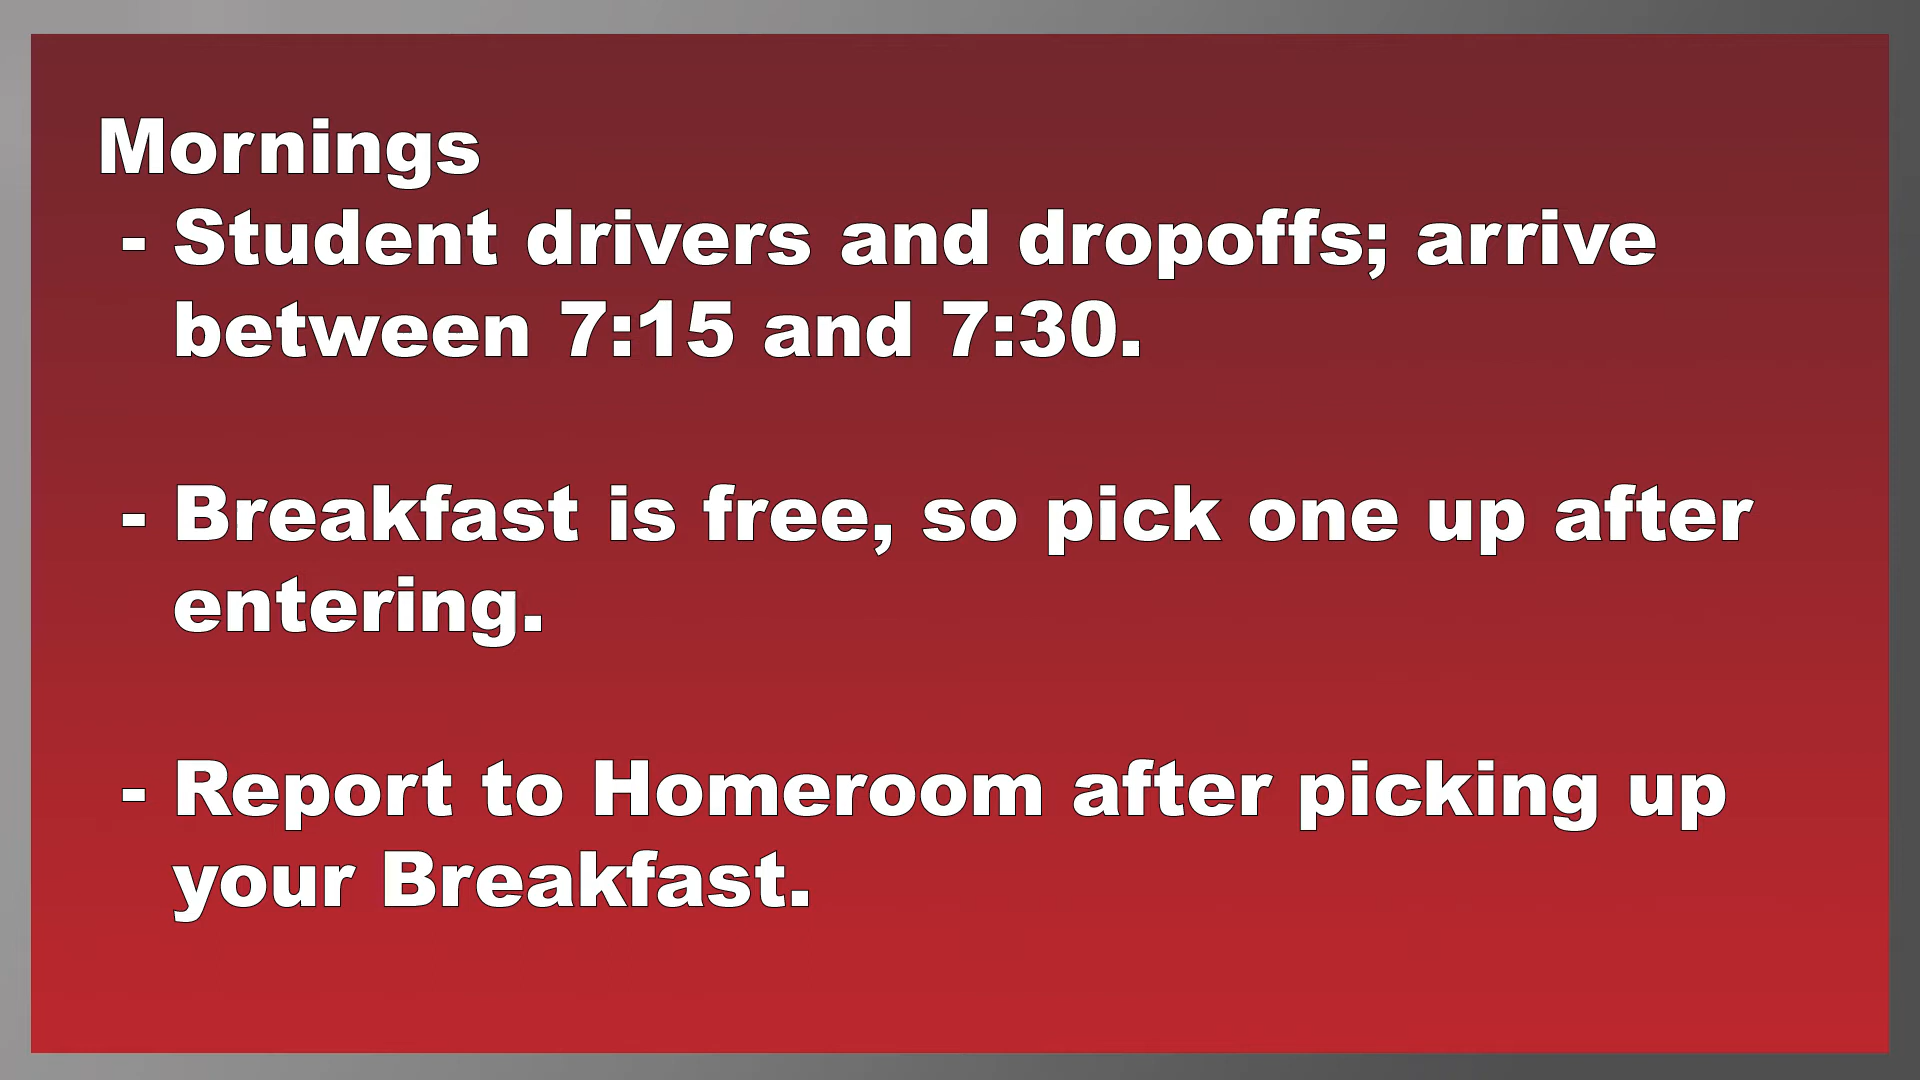 Mornings
- Student drivers and dropoffs; arrive
between 7:15 and 7:30.
- Breakfast is free, so pick one up after
entering.
- Report to Homeroom after picking up
your Breakfast.